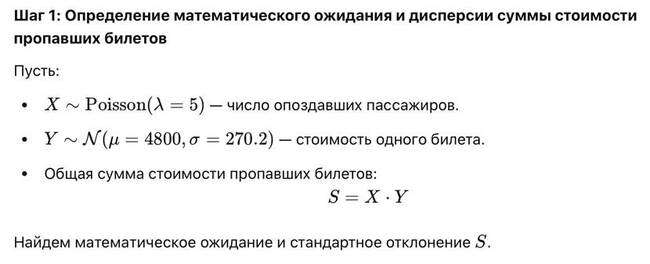 Шаг 1: Определение математического ожидания и дисперсии суммы стоимости
пропавших билетов
Пусть:
• X ∼ Poisson(λ = 5) — число опоздавших пассажиров.
• Y ∼ 𝒩(μ = 4800, σ = 270.2) — стоимость одного билета.
• Общая сумма стоимости пропавших билетов:
S = X · Y
Найдем математическое ожидание и стандартное отклонение S.